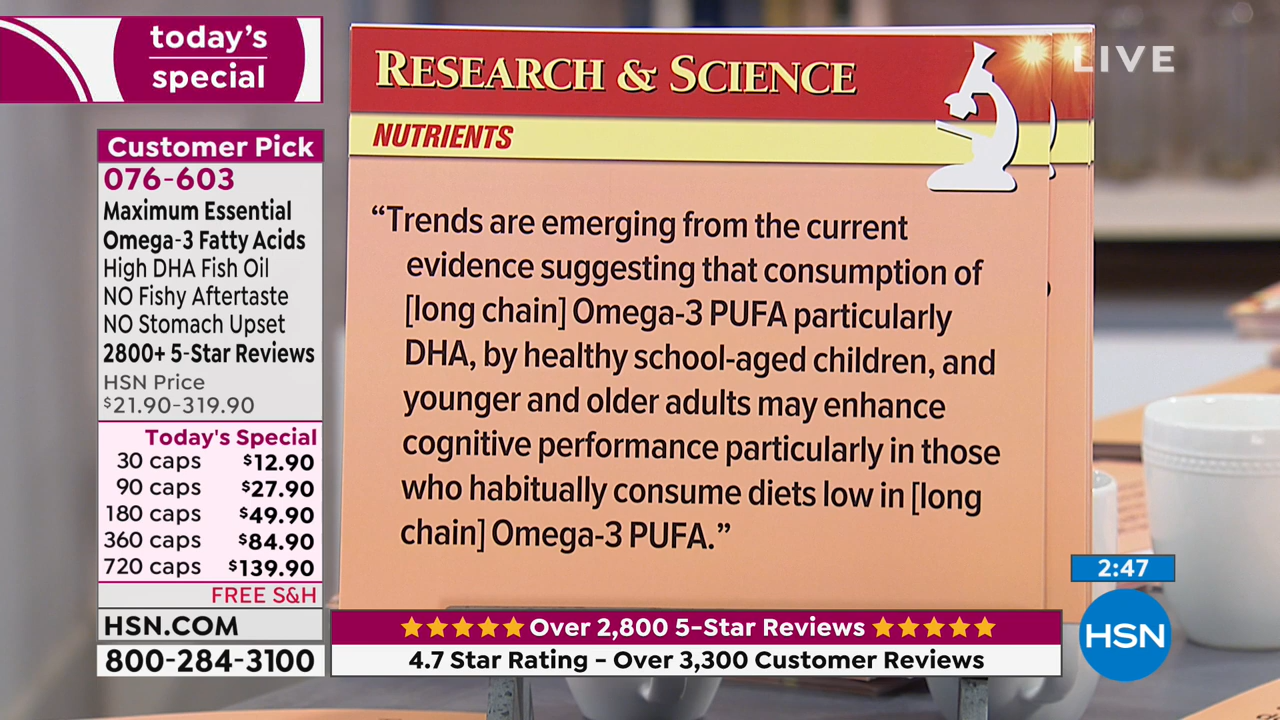 today's
special
Customer Pick
076-603
Maximum Essential
Omega-3 Fatty Acids
High DHA Fish Oil
NO Fishy Aftertaste
NO Stomach Upset
2800+ 5-Star Reviews
HSN Price
$21.90-319.90
Today's Special
30 caps $12.90
90 caps $27.90
180 caps $49.90
360 caps $84.90
720 caps $139.90
FREE S&H
HSN.COM
800-284-3100
LIVE
RESEARCH & SCIENCE
NUTRIENTS
“Trends are emerging from the current
evidence suggesting that consumption of
[long chain] Omega-3 PUFA particularly
DHA, by healthy school-aged children, and
younger and older adults may enhance
cognitive performance particularly in those
who habitually consume diets low in [long
chain] Omega-3 PUFA.”
Over 2,800 5-Star Reviews
4.7 Star Rating - Over 3,300 Customer Reviews
2:47
HSN